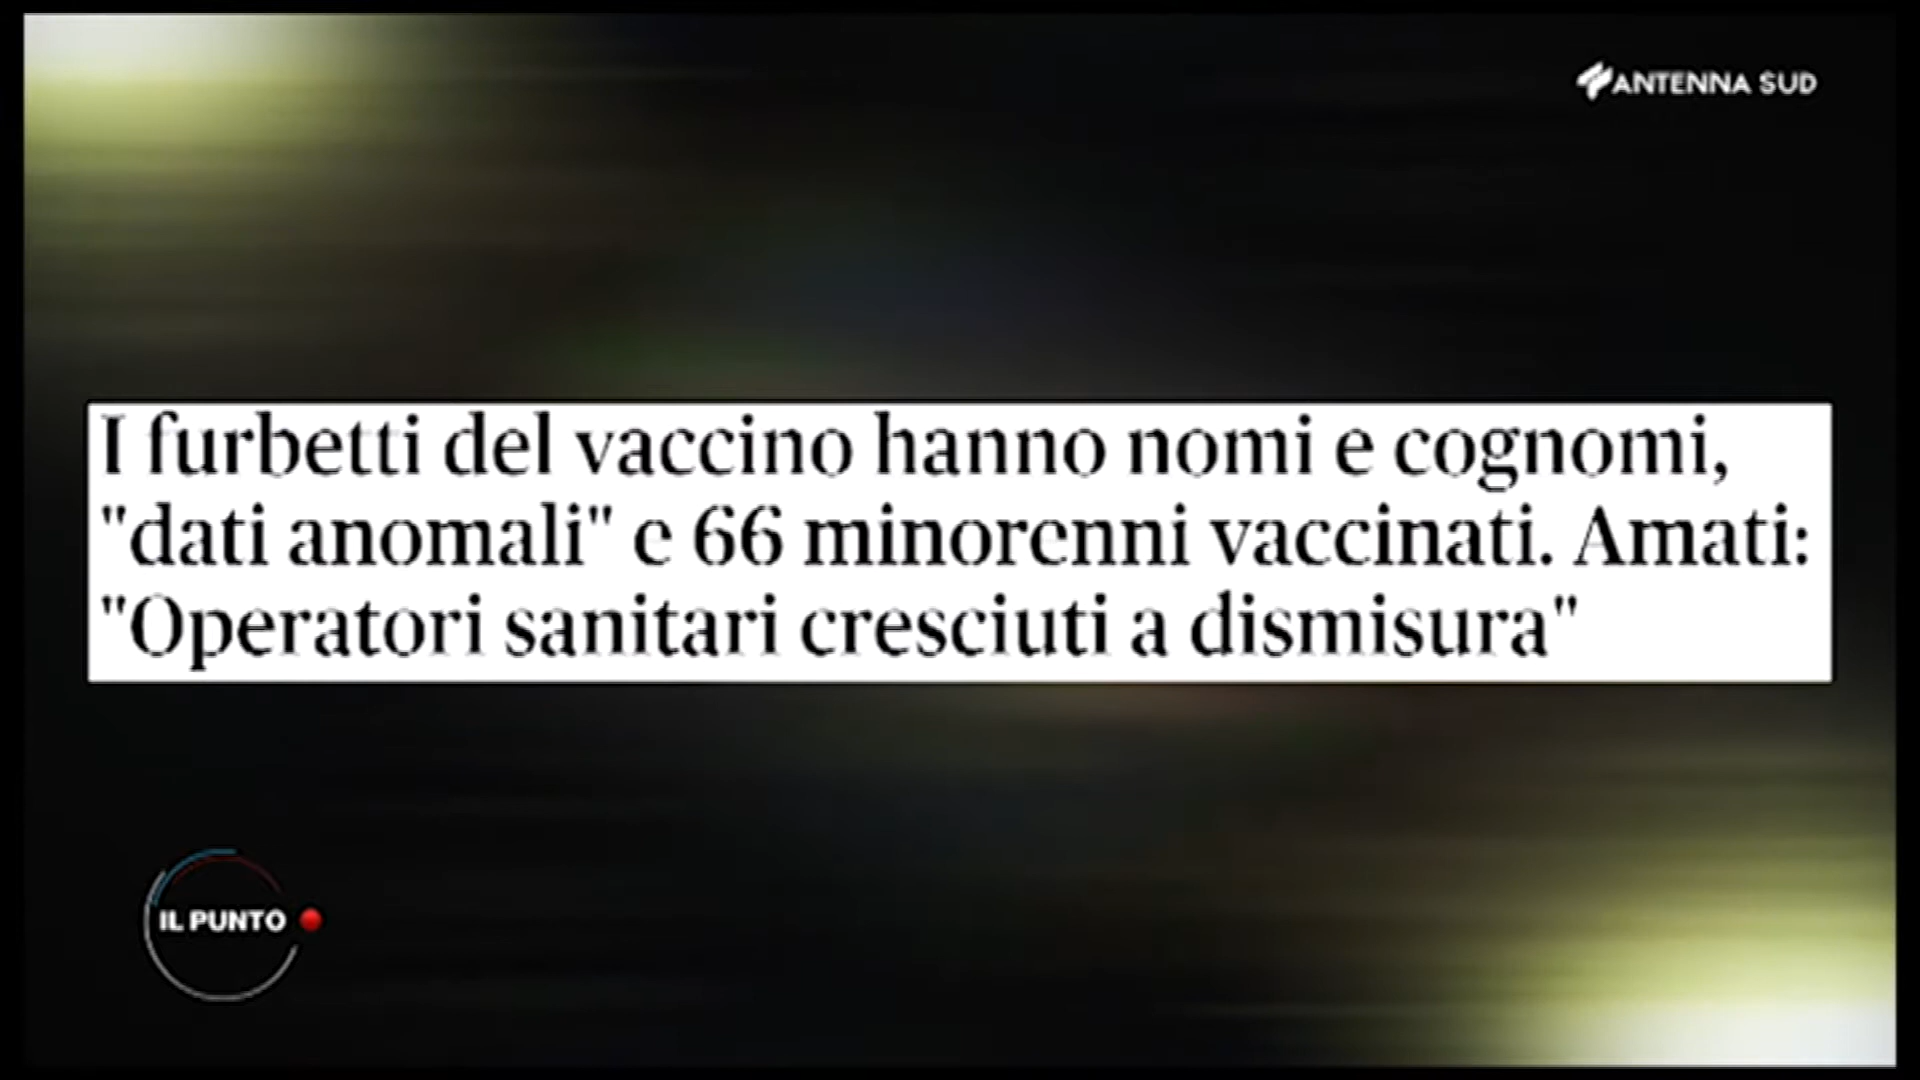 ANTENNA SUD
I furbetti del vaccino hanno nomi e cognomi,
"dati anomali" e 66 minorenni vaccinati. Amati:
"Operatori sanitari cresciuti a dismisura"
IL PUNTO